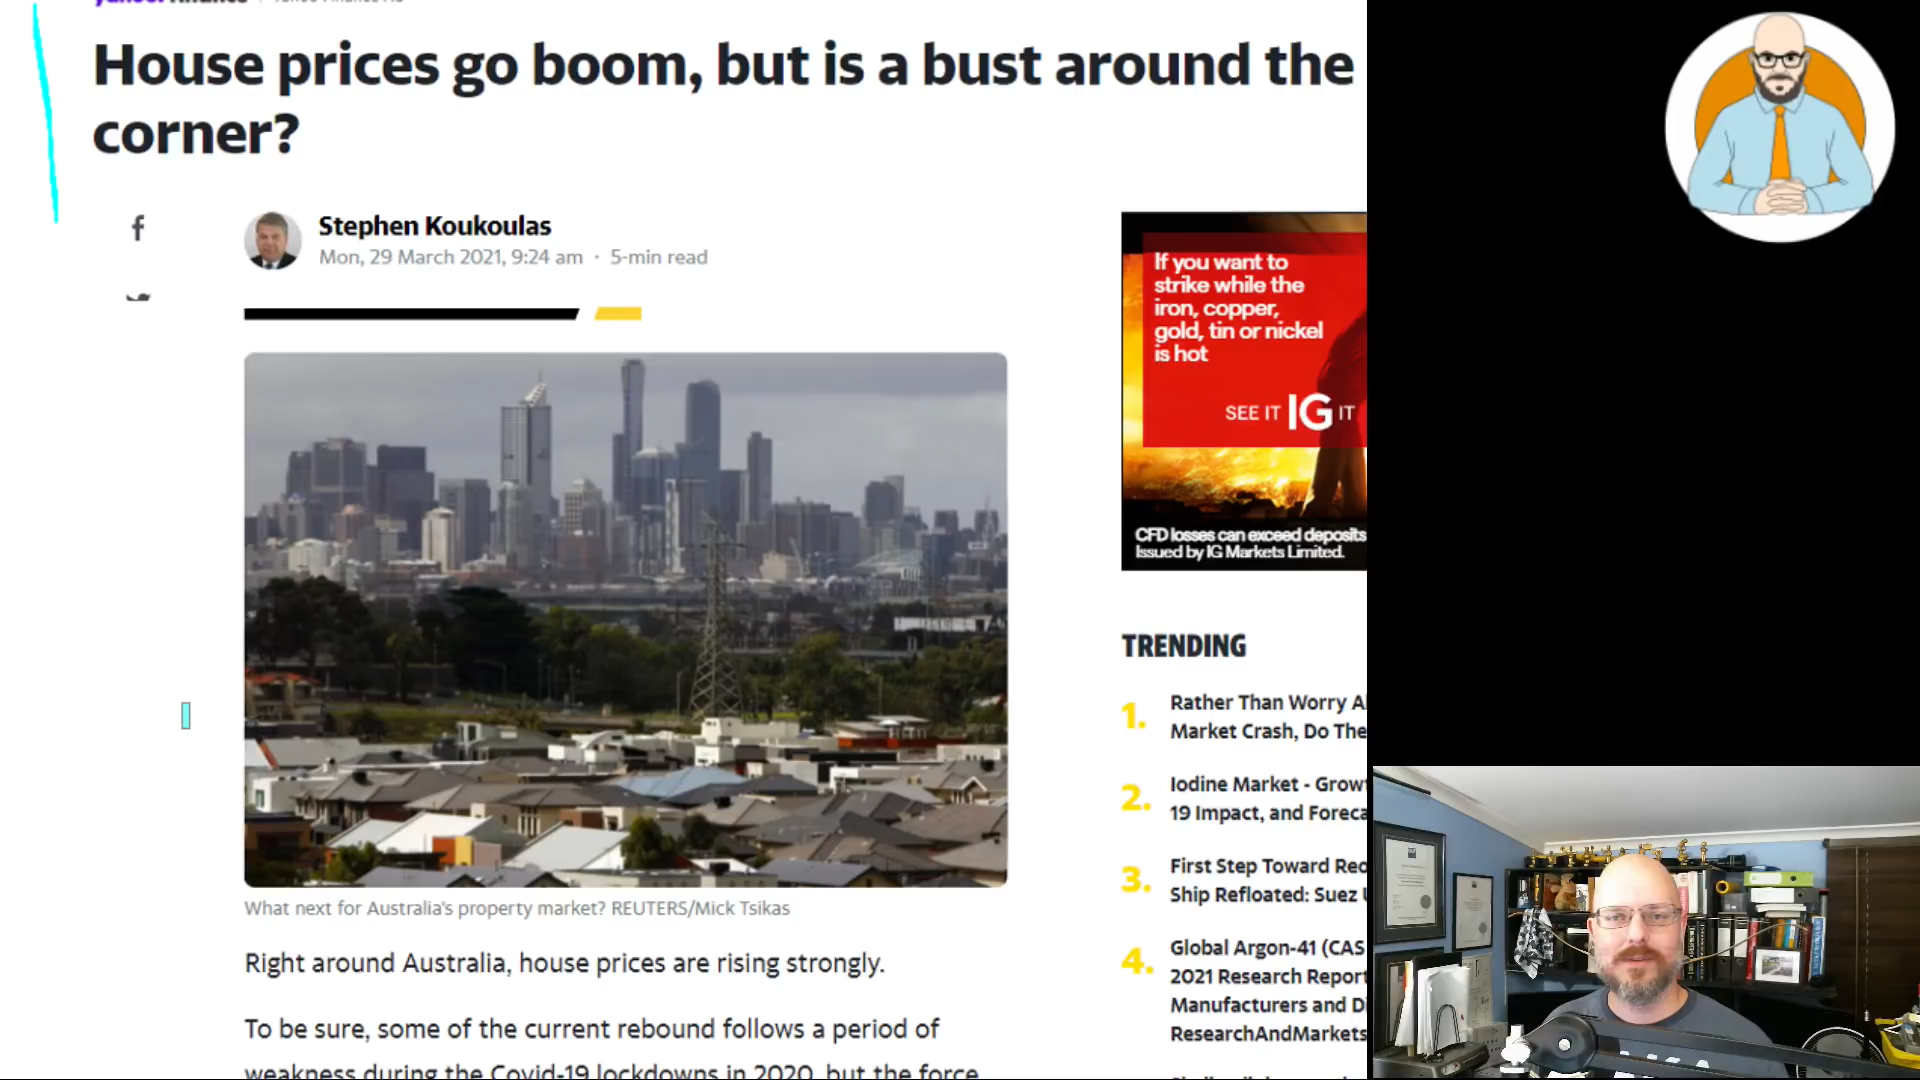 House prices go boom, but is a bust around the
corner?
Stephen Koukoulas
Mon, 29 March 2021, 9:24 am · 5-min read
If you want to
strike while the
iron, copper,
gold, tin or nickel
is hot
SEE IT IG IT
CFD losses can exceed deposits
Issued by IG Markets Limited.
TRENDING
1. Rather Than Worry A
Market Crash, Do The
2. Iodine Market - Grow
19 Impact, and Foreca
3. First Step Toward Reo
Ship Refloated: Suez
4. Global Argon-41 (CAS
2021 Research Report
Manufacturers and Di
ResearchAndMarkets
What next for Australia's property market? REUTERS/Mick Tsikas
Right around Australia, house prices are rising strongly.
To be sure, some of the current rebound follows a period of
weakness during the Covid-19 lockdowns in 2020, but the force